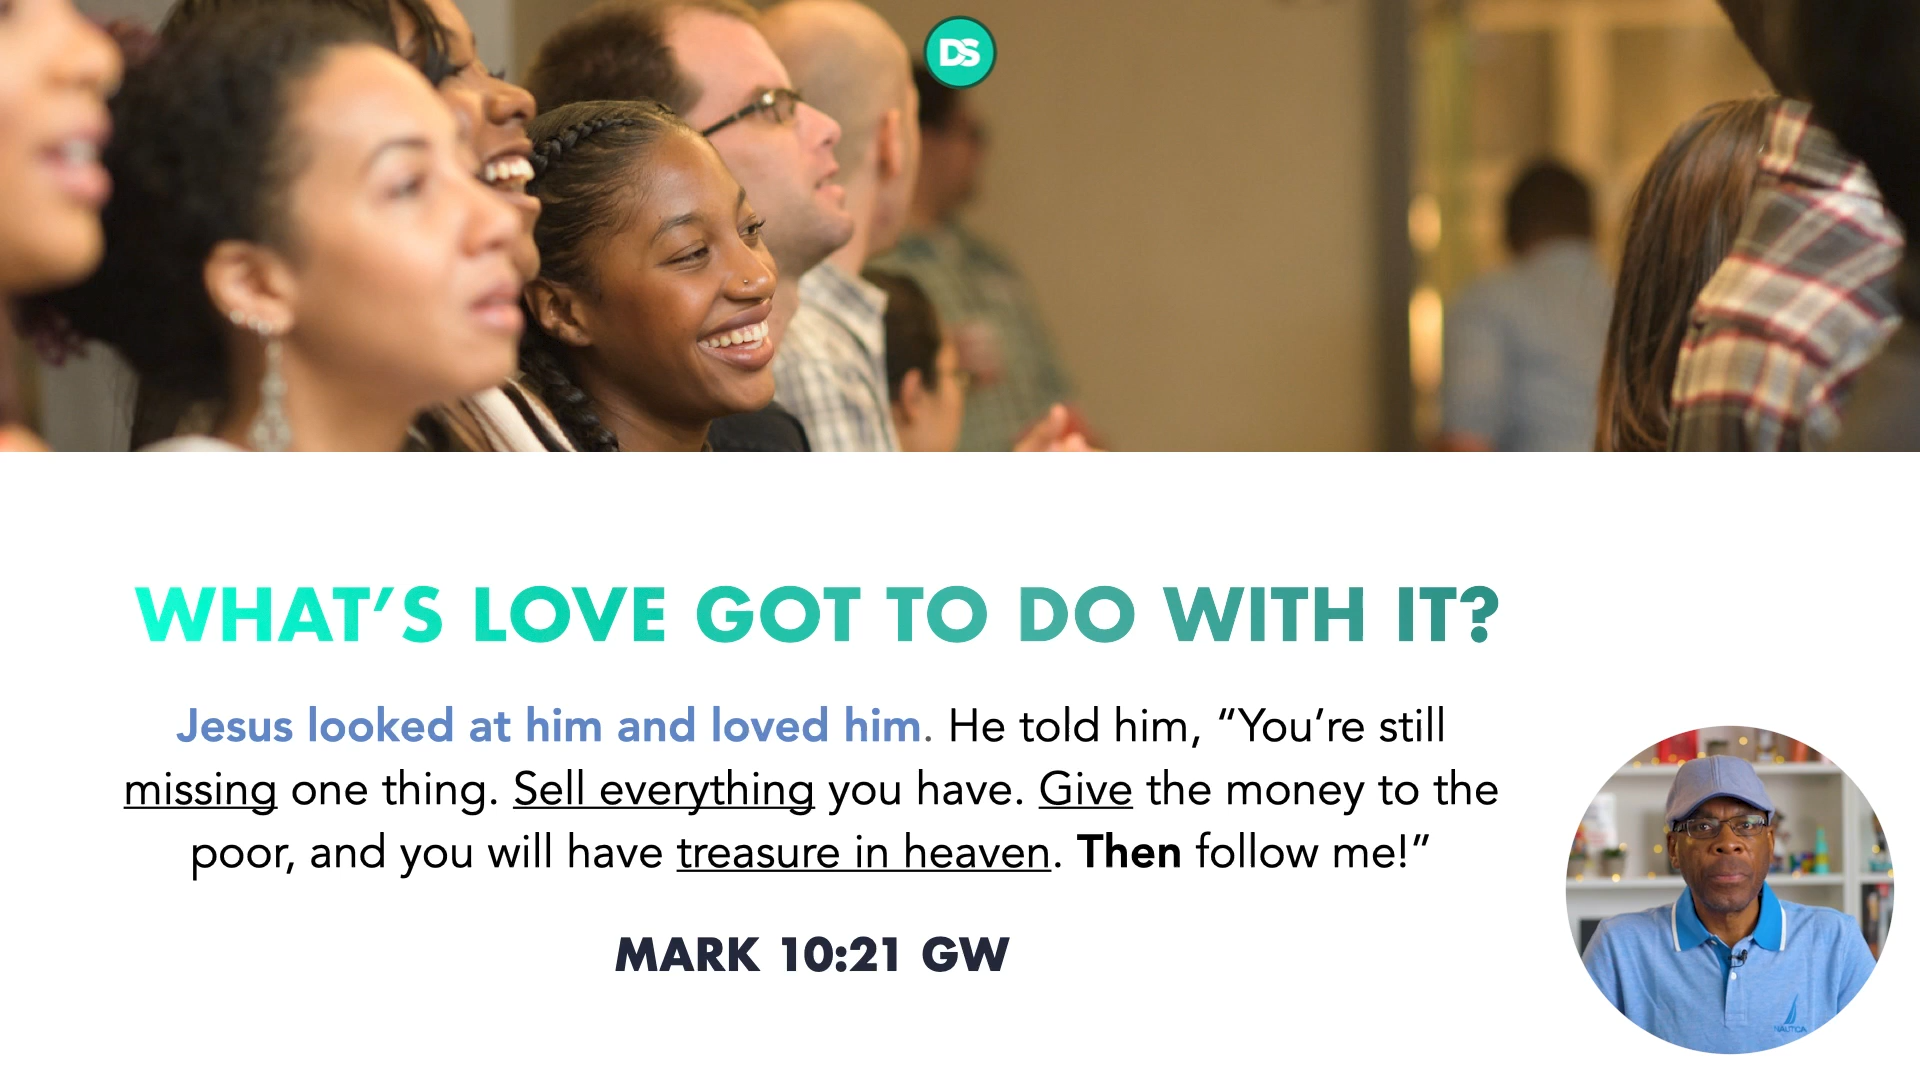 DS
WHAT’S LOVE GOT TO DO WITH IT?
Jesus looked at him and loved him. He told him, “You’re still
missing one thing. Sell everything you have. Give the money to the
poor, and you will have treasure in heaven. Then follow me!”
MARK 10:21 GW
NAUTICA